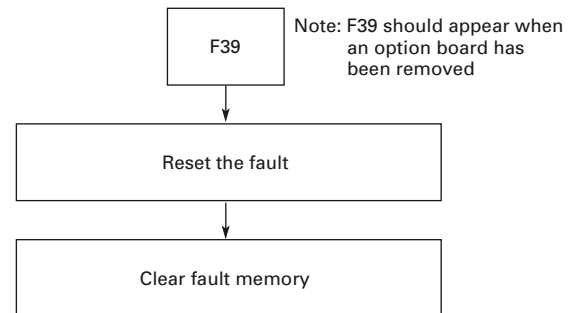 F39
Note: F39 should appear when
an option board has
been removed
Reset the fault
Clear fault memory